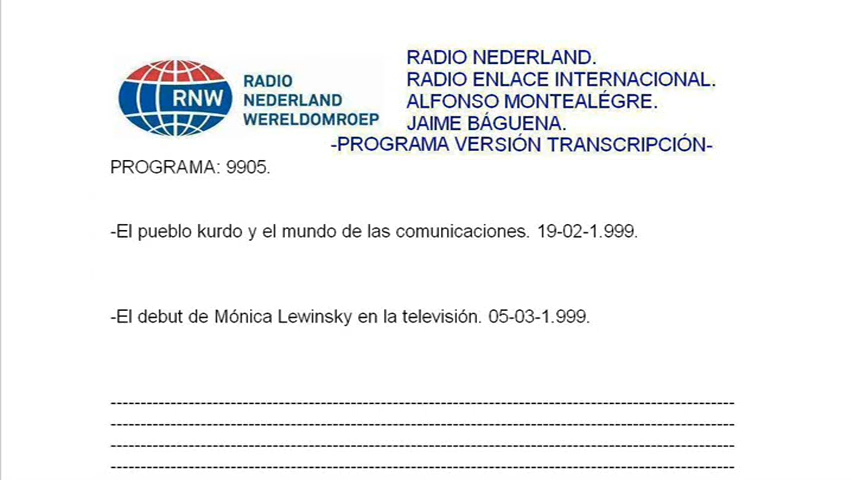 RNW
RADIO
NEDERLAND
WERELDOMROEP
RADIO NEDERLAND.
RADIO ENLACE INTERNACIONAL.
ALFONSO MONTEALÉGRE.
JAIME BÁGUENA.
-PROGRAMA VERSIÓN TRANSCRIPCIÓN-
PROGRAMA: 9905.
-El pueblo kurdo y el mundo de las comunicaciones. 19-02-1.999.
-El debut de Mónica Lewinsky en la televisión. 05-03-1.999.